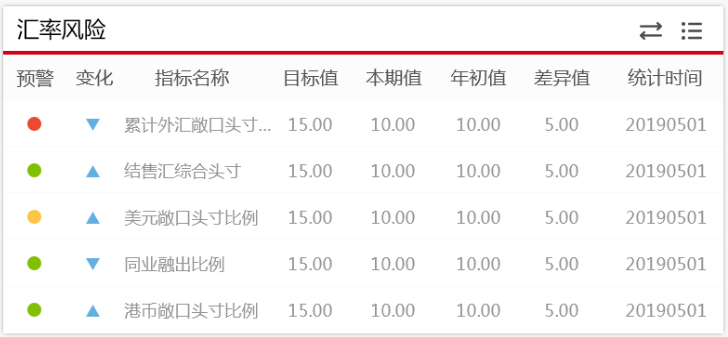 汇率风险
预警 变化 指标名称 目标值 本期值 年初值 差异值 统计时间
累计外汇敞口头寸... 15.00 10.00 10.00 5.00 20190501
结售汇综合头寸 15.00 10.00 10.00 5.00 20190501
美元敞口头寸比例 15.00 10.00 10.00 5.00 20190501
同业融出比例 15.00 10.00 10.00 5.00 20190501
港币敞口头寸比例 15.00 10.00 10.00 5.00 20190501